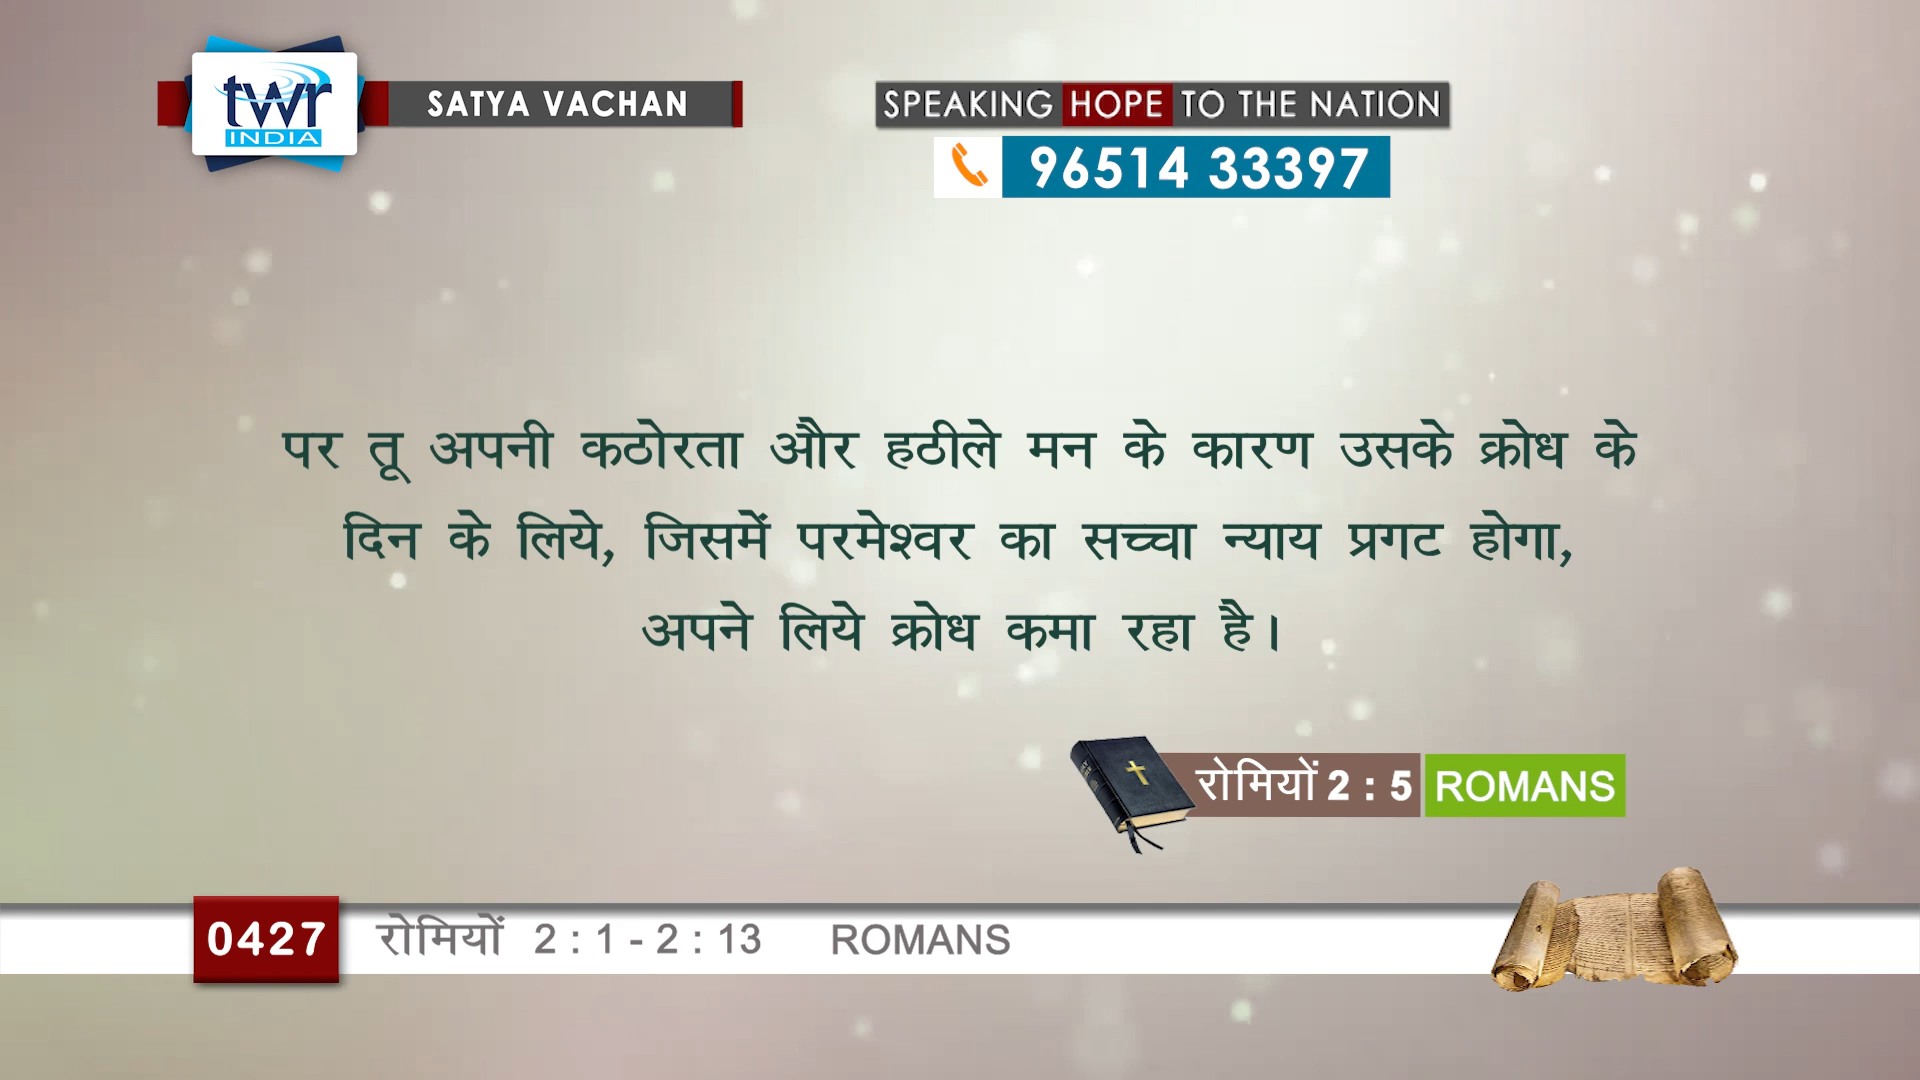 twr
INDIA
SATYA VACHAN
SPEAKING HOPE TO THE NATION
96514 33397
पर तू अपनी कठोरता और हठीले मन के कारण उसके क्रोध के
दिन के लिये, जिसमें परमेश्वर का सच्चा न्याय प्रगट होगा,
अपने लिये क्रोध कमा रहा है।
रोमियों 2 : 5 ROMANS
0427 रोमियों 2 : 1 - 2 : 13 ROMANS